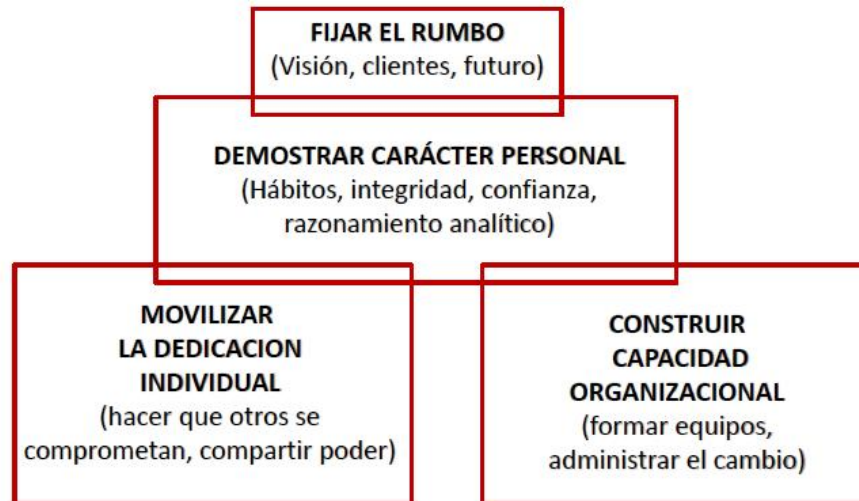 FIJAR EL RUMBO
(Visión, clientes, futuro)
DEMOSTRAR CARÁCTER PERSONAL
(Hábitos, integridad, confianza,
razonamiento analítico)
MOVILIZAR
LA DEDICACION
INDIVIDUAL
(hacer que otros se
comprometan, compartir poder)
CONSTRUIR
CAPACIDAD
ORGANIZACIONAL
(formar equipos,
administrar el cambio)